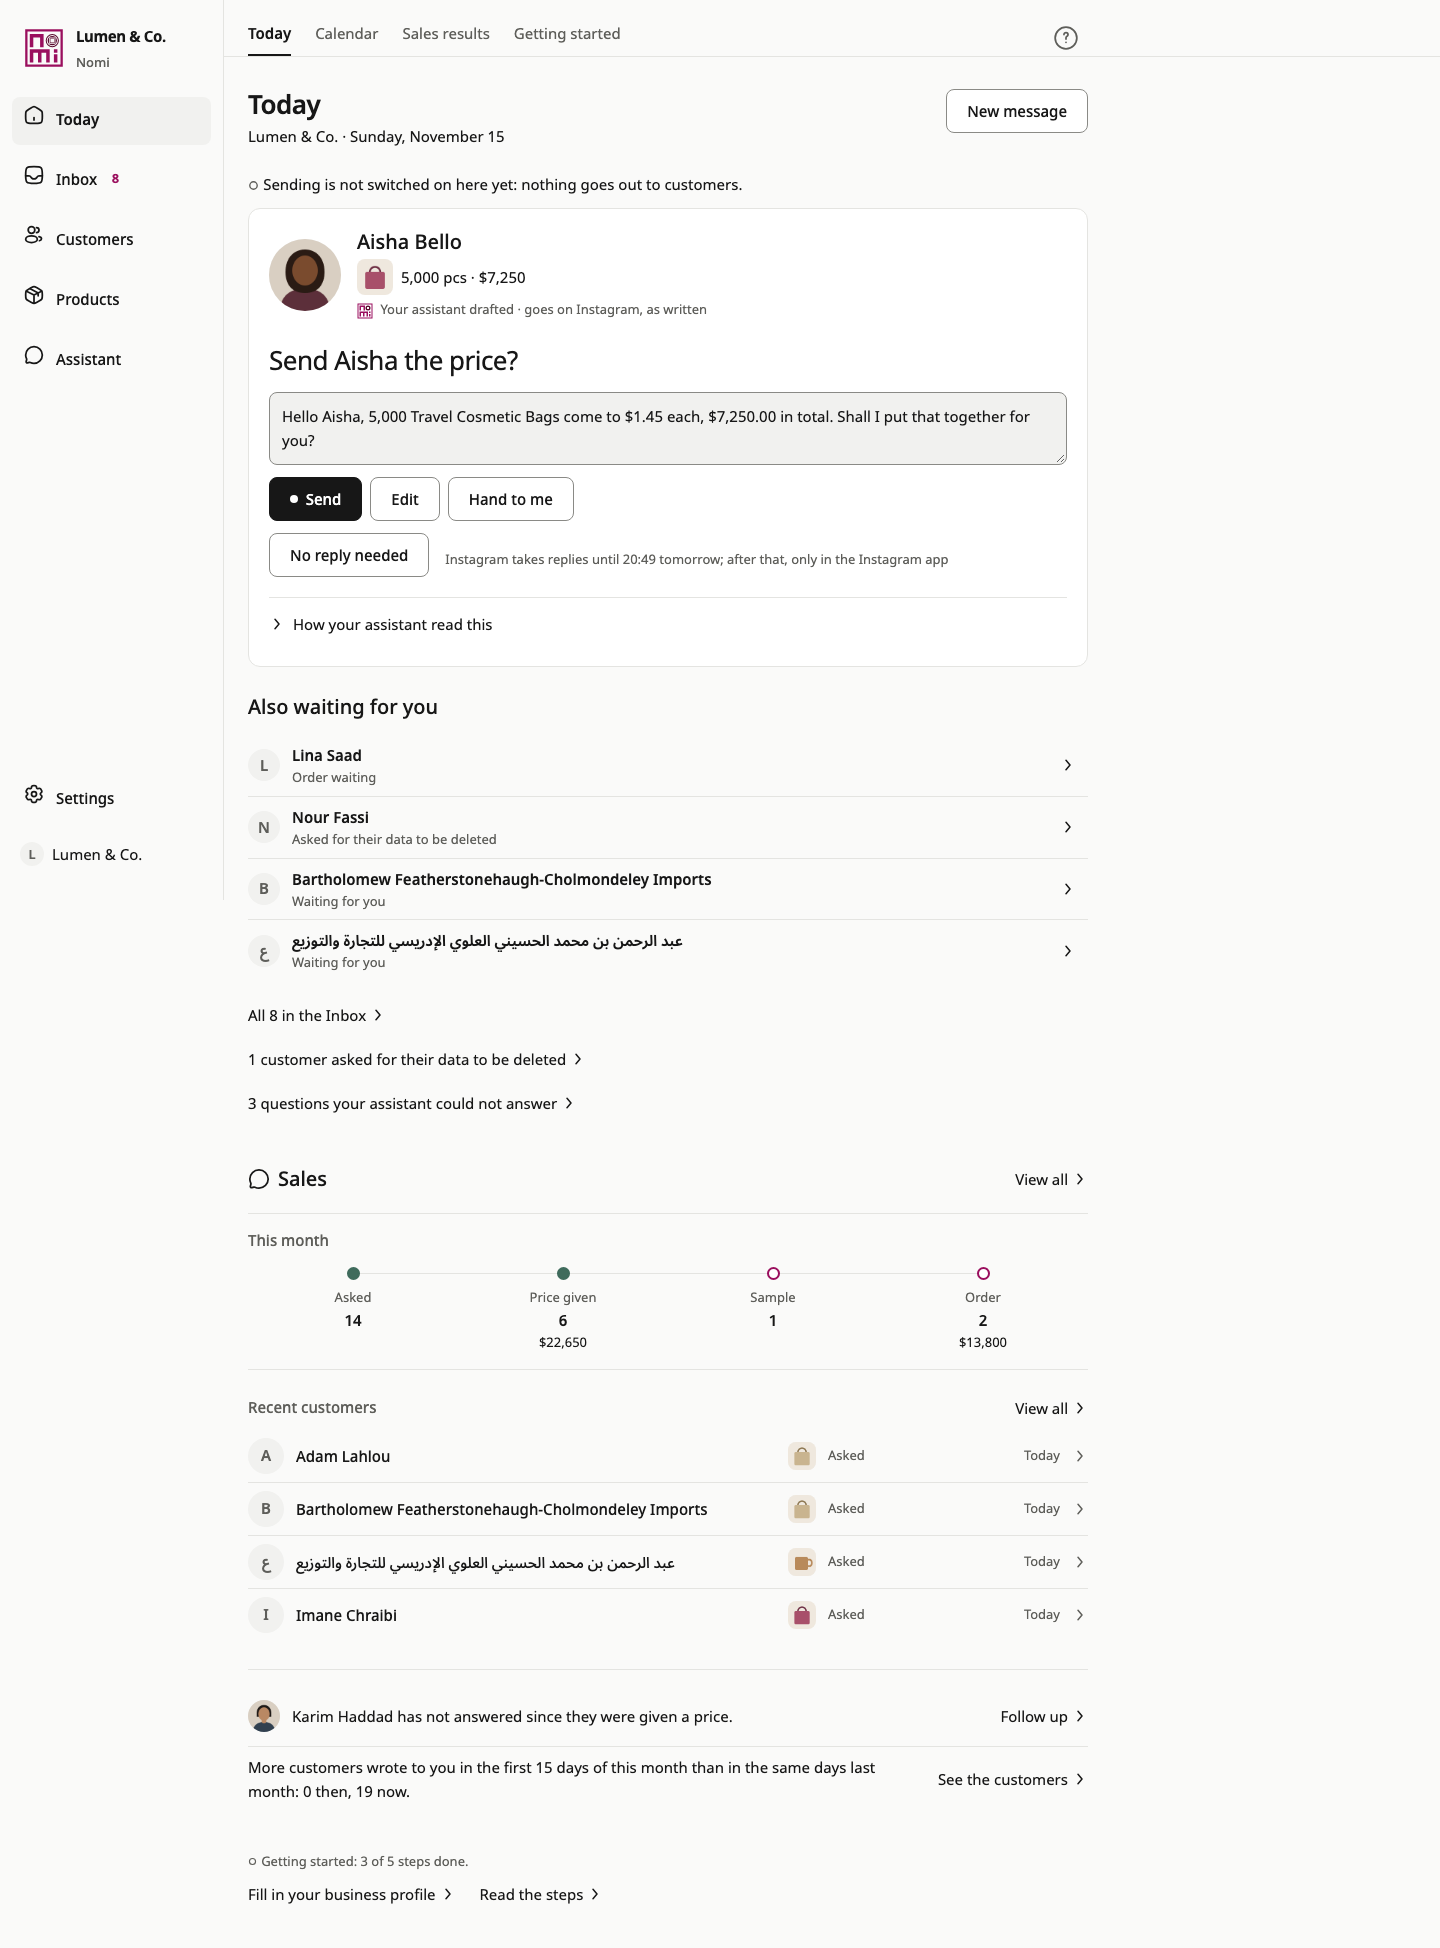 Lumen & Co.
Nomi
Today
Inbox 8
Customers
Products
Assistant
Settings
L Lumen & Co.
Today Calendar Sales results Getting started
Today
New message
Lumen & Co. · Sunday, November 15
Sending is not switched on here yet: nothing goes out to customers.
Aisha Bello
5,000 pcs · $7,250
Your assistant drafted · goes on Instagram, as written
Send Aisha the price?
Hello Aisha, 5,000 Travel Cosmetic Bags come to $1.45 each, $7,250.00 in total. Shall I put that together for
you?
Send Edit Hand to me
No reply needed Instagram takes replies until 20:49 tomorrow; after that, only in the Instagram app
How your assistant read this
Also waiting for you
L Lina Saad
Order waiting
N Nour Fassi
Asked for their data to be deleted
B Bartholomew Featherstonehaugh-Cholmondeley Imports
Waiting for you
ع عبد الرحمن بن محمد الحسيني العلوي الإدريسي للتجارة والتوزيع
Waiting for you
All 8 in the Inbox
1 customer asked for their data to be deleted
3 questions your assistant could not answer
Sales View all
This month
Asked Price given Sample Order
14 6 1 2
$22,650 $13,800
Recent customers View all
A Adam Lahlou Asked Today
B Bartholomew Featherstonehaugh-Cholmondeley Imports Asked Today
ع عبد الرحمن بن محمد الحسيني العلوي الإدريسي للتجارة والتوزيع Asked Today
I Imane Chraibi Asked Today
Karim Haddad has not answered since they were given a price. Follow up
More customers wrote to you in the first 15 days of this month than in the same days last
month: 0 then, 19 now.
See the customers
Getting started: 3 of 5 steps done.
Fill in your business profile Read the steps